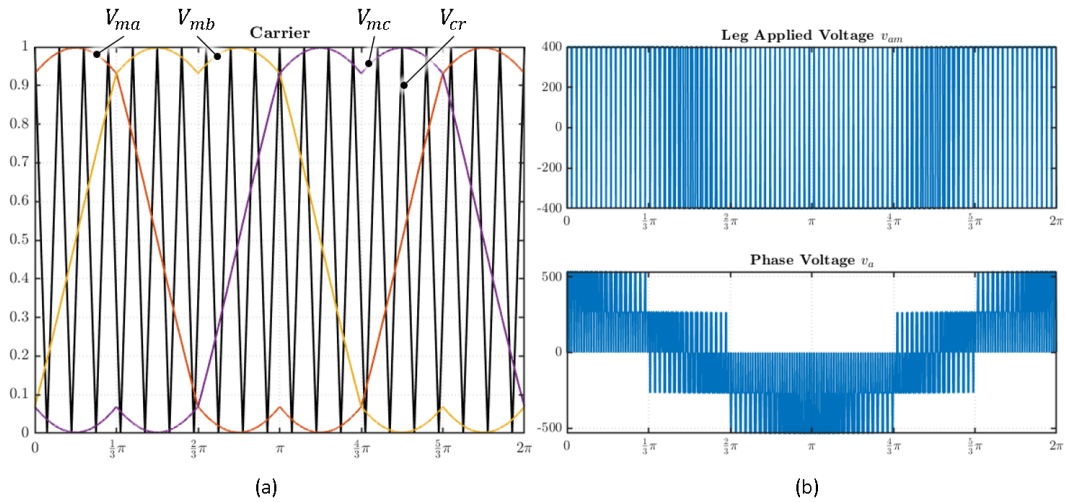 V_ma V_mb V_mc V_cr
Carrier
1
0.9
0.8
0.7
0.6
0.5
0.4
0.3
0.2
0.1
0
0 1/3π 2/3π π 4/3π 5/3π 2π
(a)
Leg Applied Voltage v_am
400
200
0
-200
-400
0 1/3π 2/3π π 4/3π 5/3π 2π
Phase Voltage v_a
500
0
-500
0 1/3π 2/3π π 4/3π 5/3π 2π
(b)